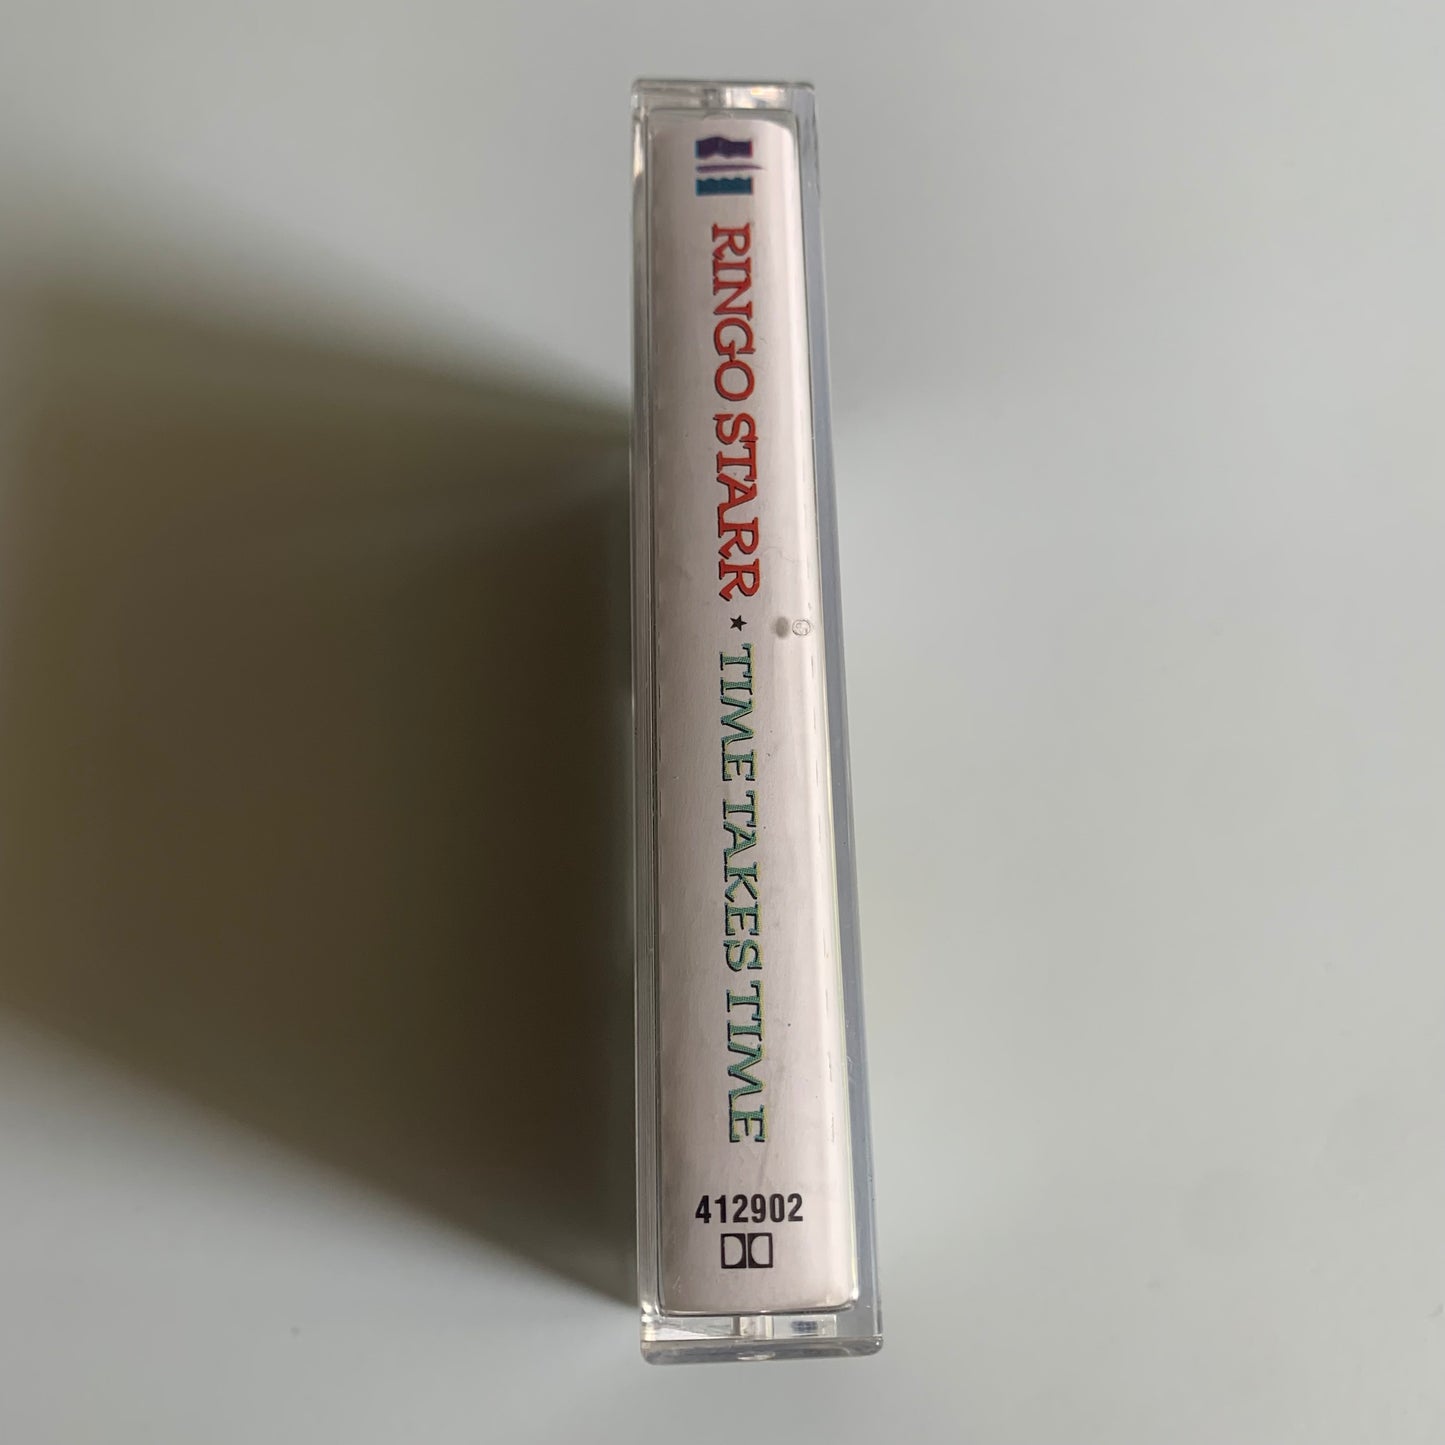 RINGO STARR ★ TIME TAKES TIME
412902